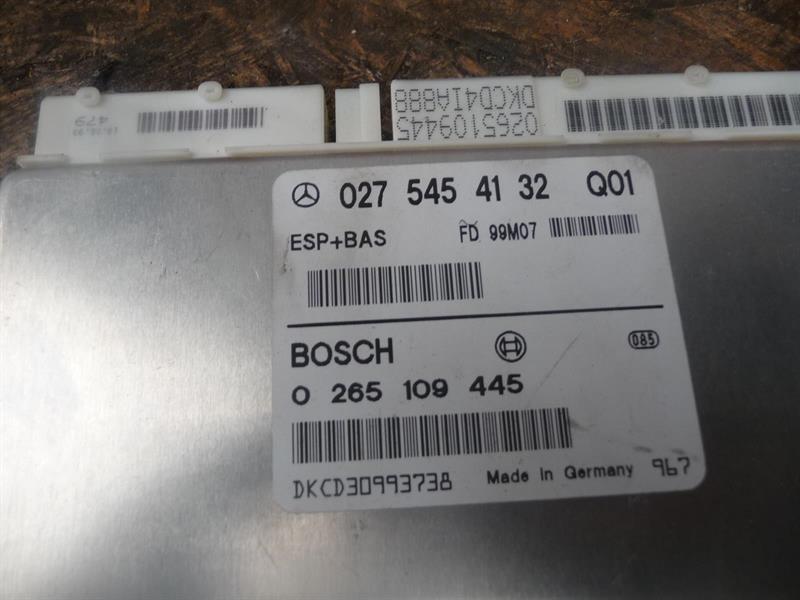 479
0265109445
DKCD41A888
027 545 41 32 Q01
ESP+BAS FD 99M07
BOSCH
085
0 265 109 445
DKCD30993738 Made in Germany 967